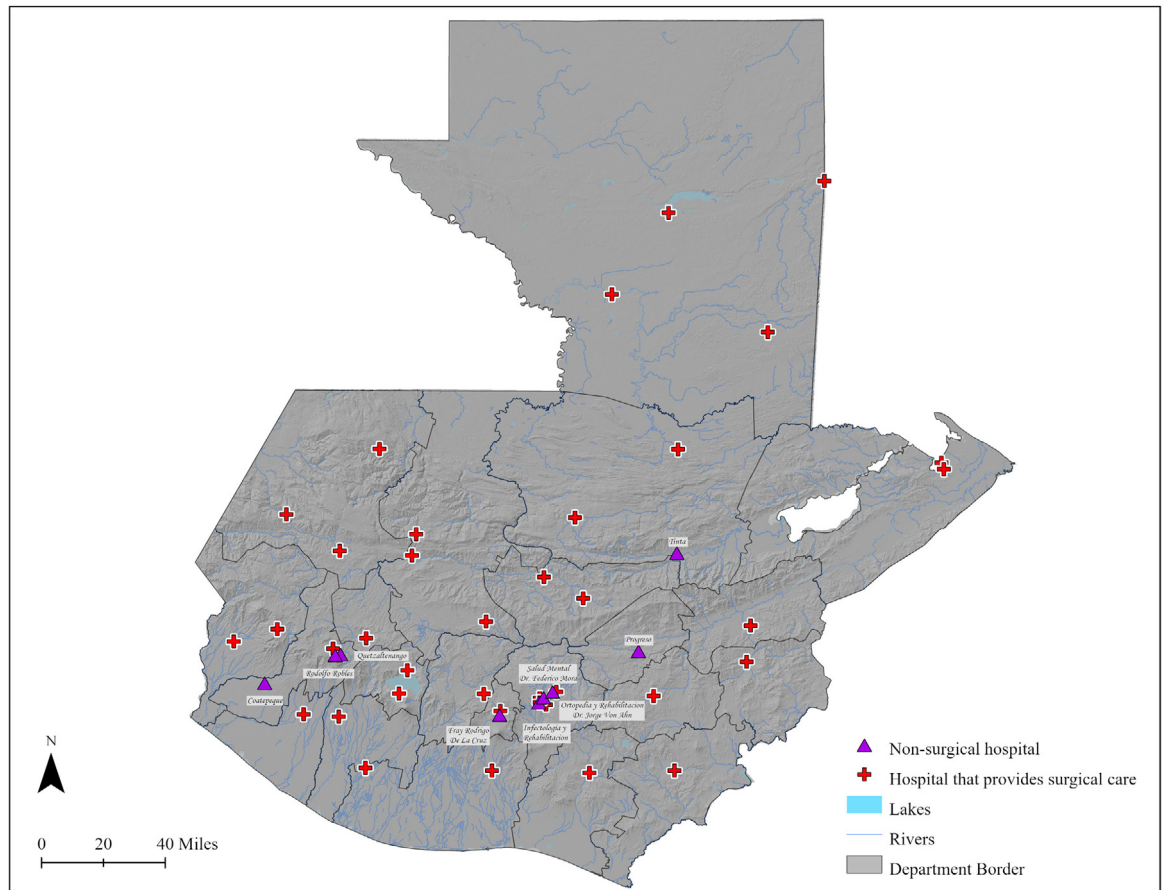 Tinta
Progreso
Quetzaltenango
Rodolfo Robles
Coatepeque
Salud Mental
Dr. Federico Mora
Ortopedia y Rehabilitacion
Dr. Jorge Von Ahn
Infectologia y
Rehabilitacion
Fray Rodrigo
De La Cruz
N
0 20 40 Miles
Non-surgical hospital
Hospital that provides surgical care
Lakes
Rivers
Department Border